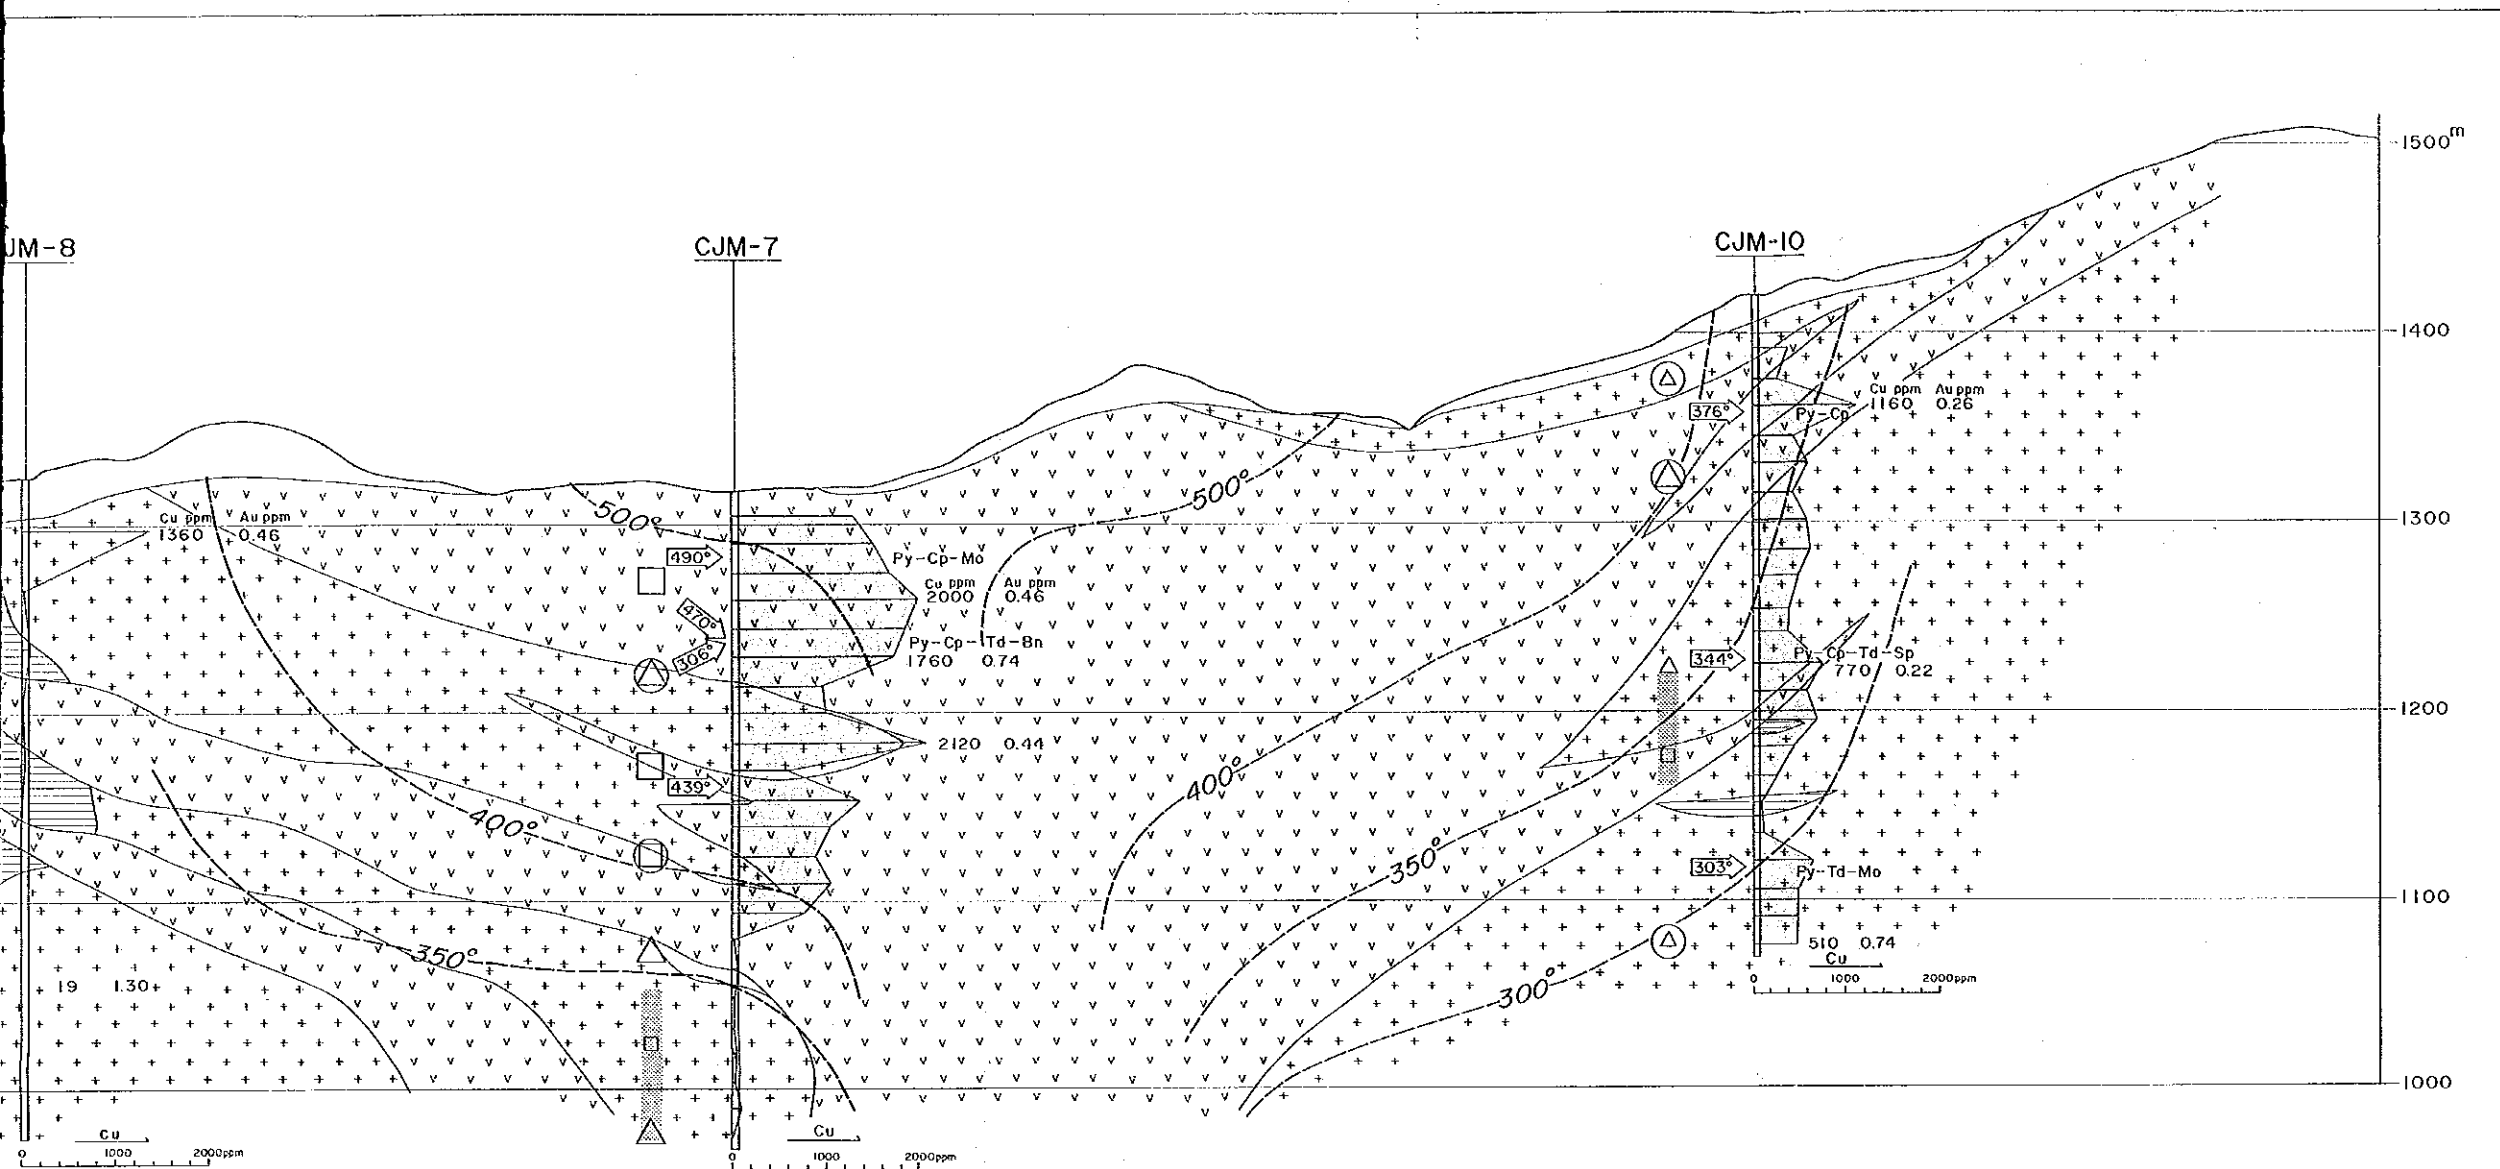 1500m
JM-8
CJM-7
CJM-10
1400
Cu ppm Au ppm
1160 0.26
376°
Py-Cp
500°
500°
1300
Cu ppm Au ppm
1360 0.46
490°
Py-Cp-Mo
Cu ppm Au ppm
2000 0.46
470°
306°
Py-Cp-Td-Bn
1760 0.74
344°
Py-Cp-Td-Sp
770 0.22
1200
2120 0.44
439°
400°
400°
350°
303°
Py-Td-Mo
1100
350°
510 0.74
Cu
0 1000 2000ppm
300°
19 1.30
1000
Cu
0 1000 2000ppm
Cu
0 1000 2000ppm